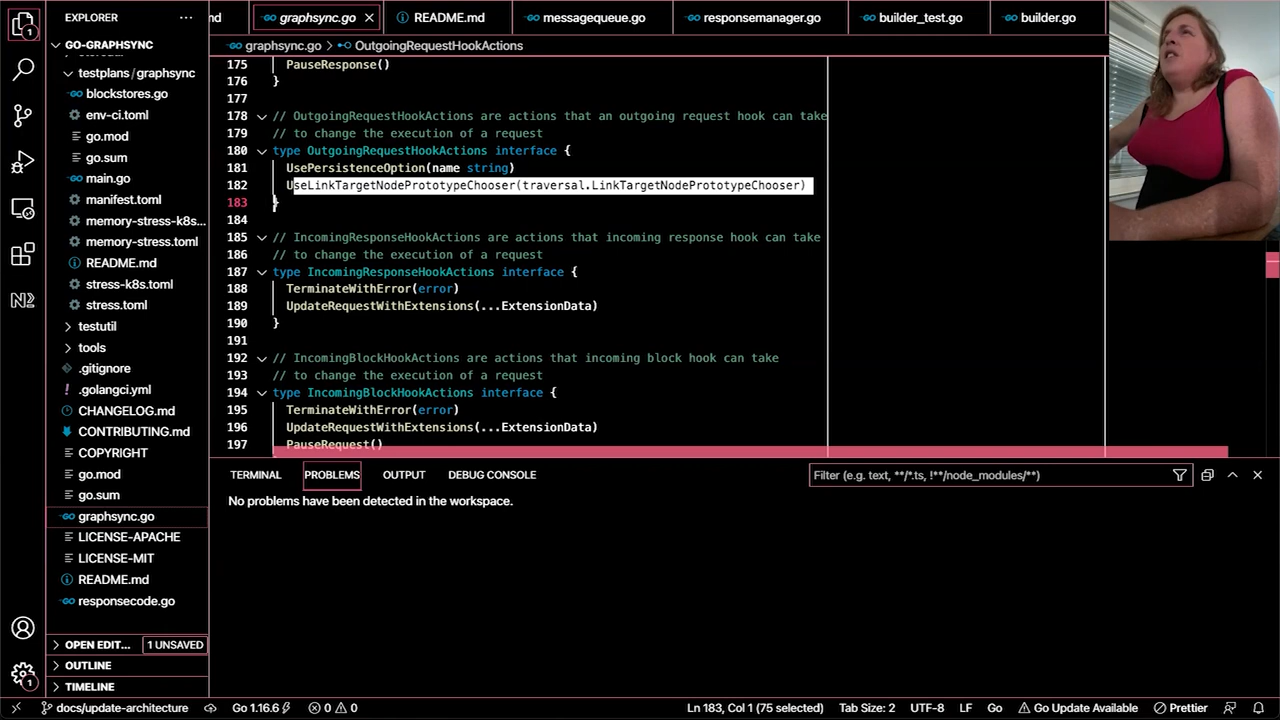 EXPLORER
md
graphsync.go
README.md
messagequeue.go
responsemanager.go
builder_test.go
builder.go
GO-GRAPHSYNC
graphsync.go > OutgoingRequestHookActions
testplans / graphsync
blockstores.go
env-ci.toml
go.mod
go.sum
main.go
manifest.toml
memory-stress-k8s...
memory-stress.toml
README.md
stress-k8s.toml
stress.toml
testutil
tools
.gitignore
.golangci.yml
CHANGELOG.md
CONTRIBUTING.md
COPYRIGHT
go.mod
go.sum
graphsync.go
LICENSE-APACHE
LICENSE-MIT
README.md
responsecode.go
OPEN EDIT... 1 UNSAVED
OUTLINE
TIMELINE
175 PauseResponse()
176 }
177
178 // OutgoingRequestHookActions are actions that an outgoing request hook can take
179 // to change the execution of a request
180 type OutgoingRequestHookActions interface {
181 UsePersistenceOption(name string)
182 UseLinkTargetNodePrototypeChooser(traversal.LinkTargetNodePrototypeChooser)
183 }
184
185 // IncomingResponseHookActions are actions that incoming response hook can take
186 // to change the execution of a request
187 type IncomingResponseHookActions interface {
188 TerminateWithError(error)
189 UpdateRequestWithExtensions(...ExtensionData)
190 }
191
192 // IncomingBlockHookActions are actions that incoming block hook can take
193 // to change the execution of a request
194 type IncomingBlockHookActions interface {
195 TerminateWithError(error)
196 UpdateRequestWithExtensions(...ExtensionData)
197 PauseRequest()
TERMINAL PROBLEMS OUTPUT DEBUG CONSOLE
Filter (e.g. text, **/*.ts, !**/node_modules/**)
No problems have been detected in the workspace.
docs/update-architecture Go 1.16.6 0 0 Ln 183, Col 1 (75 selected) Tab Size: 2 UTF-8 LF Go Go Update Available Prettier